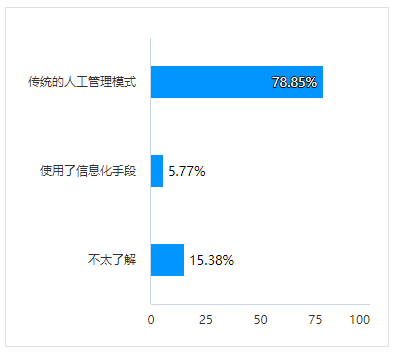 传统的人工管理模式 78.85%
使用了信息化手段 5.77%
不太了解 15.38%
0 25 50 75 100